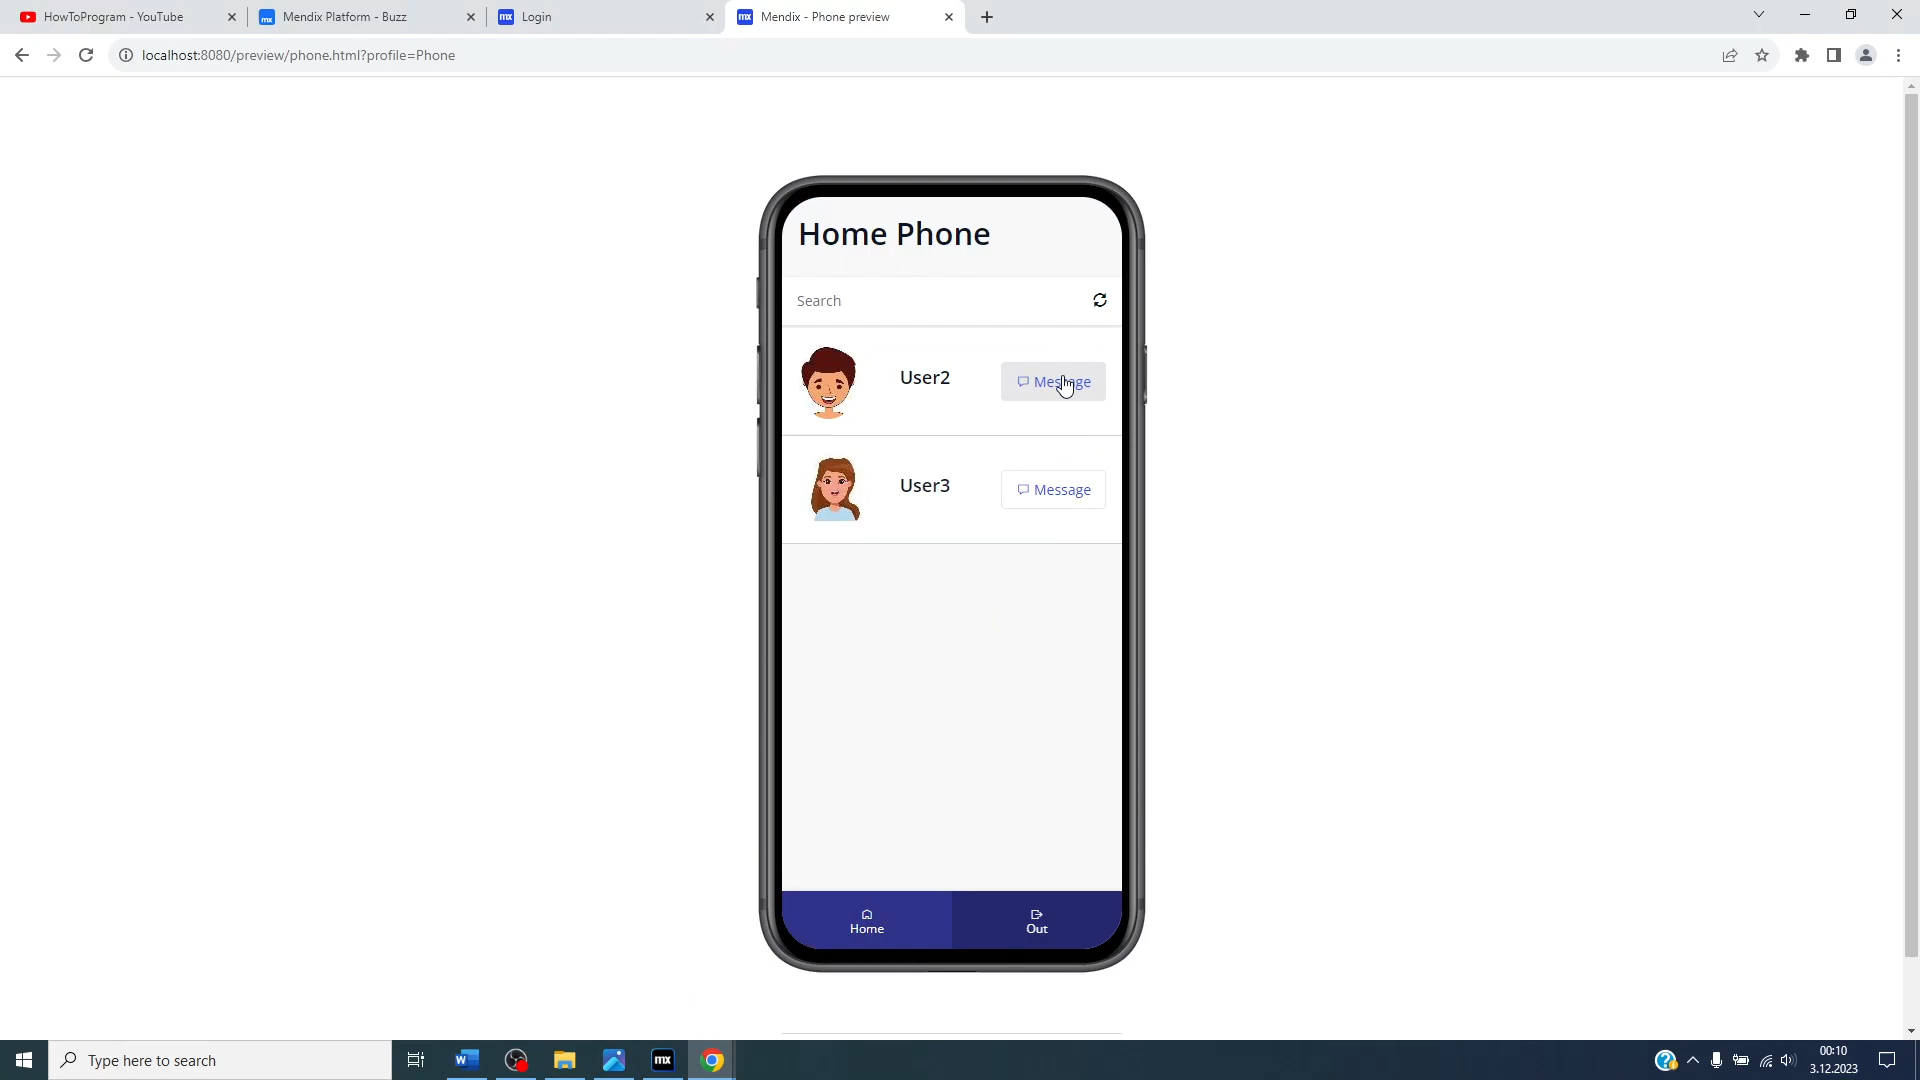 HowToProgram - YouTube
Mendix Platform - Buzz
Login
Mendix - Phone preview
localhost:8080/preview/phone.html?profile=Phone
Home Phone
Search
User2
Message
User3
Message
Home
Out
Type here to search
00:10
3.12.2023